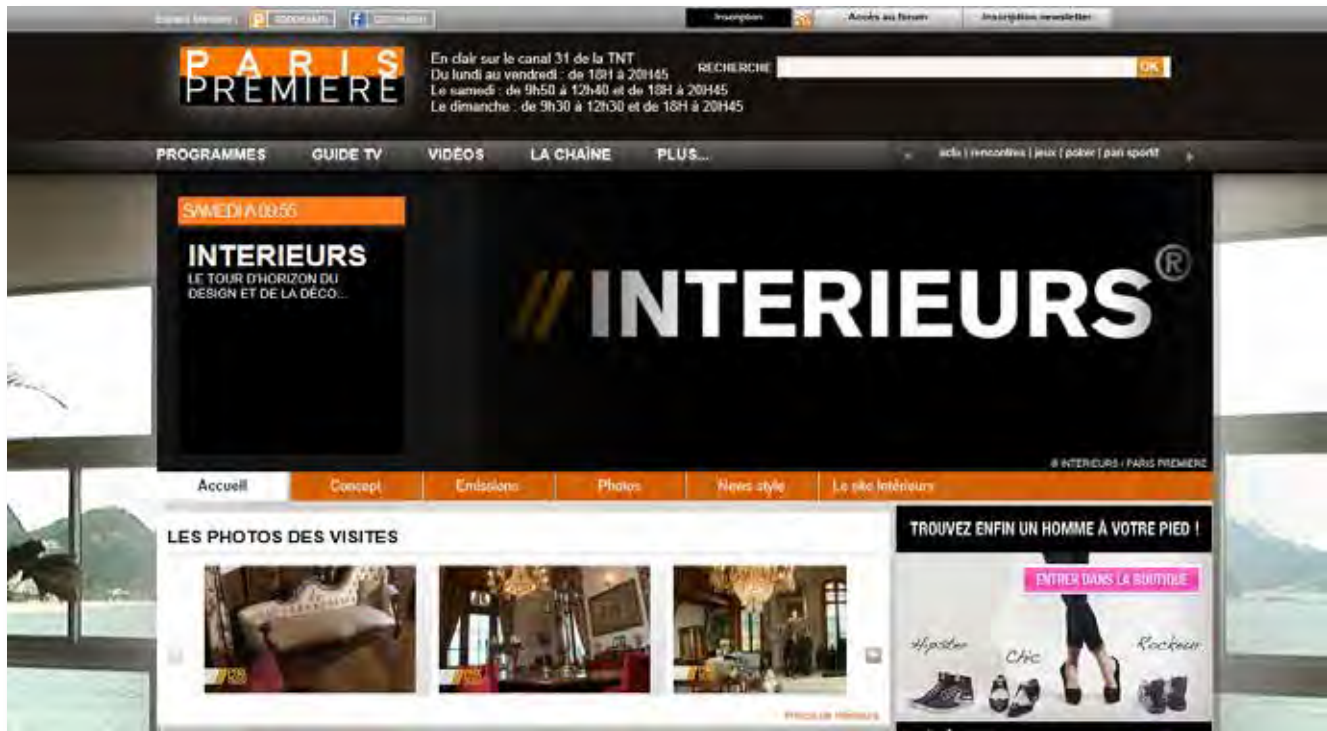 Inscription
Accès au forum
Inscription newsletter
PARIS
PREMIERE
En clair sur le canal 31 de la TNT
Du lundi au vendredi : de 18H à 20H45
Le samedi : de 9h50 à 12h40 et de 18H à 20H45
Le dimanche : de 9h30 à 12h30 et de 18H à 20H45
RECHERCHE
OK
PROGRAMMES
GUIDE TV
VIDÉOS
LA CHAÎNE
PLUS...
actu | rencontres | jeux | poker | pari sportif
SAMEDI A 09:55
INTERIEURS
LE TOUR D'HORIZON DU
DESIGN ET DE LA DÉCO...
// INTERIEURS®
© INTERIEURS / PARIS PREMIERE
Accueil
Concept
Emissions
Photos
News style
Le site Intérieurs
LES PHOTOS DES VISITES
TROUVEZ ENFIN UN HOMME À VOTRE PIED !
ENTRER DANS LA BOUTIQUE
Hipster
Chic
Rockeur